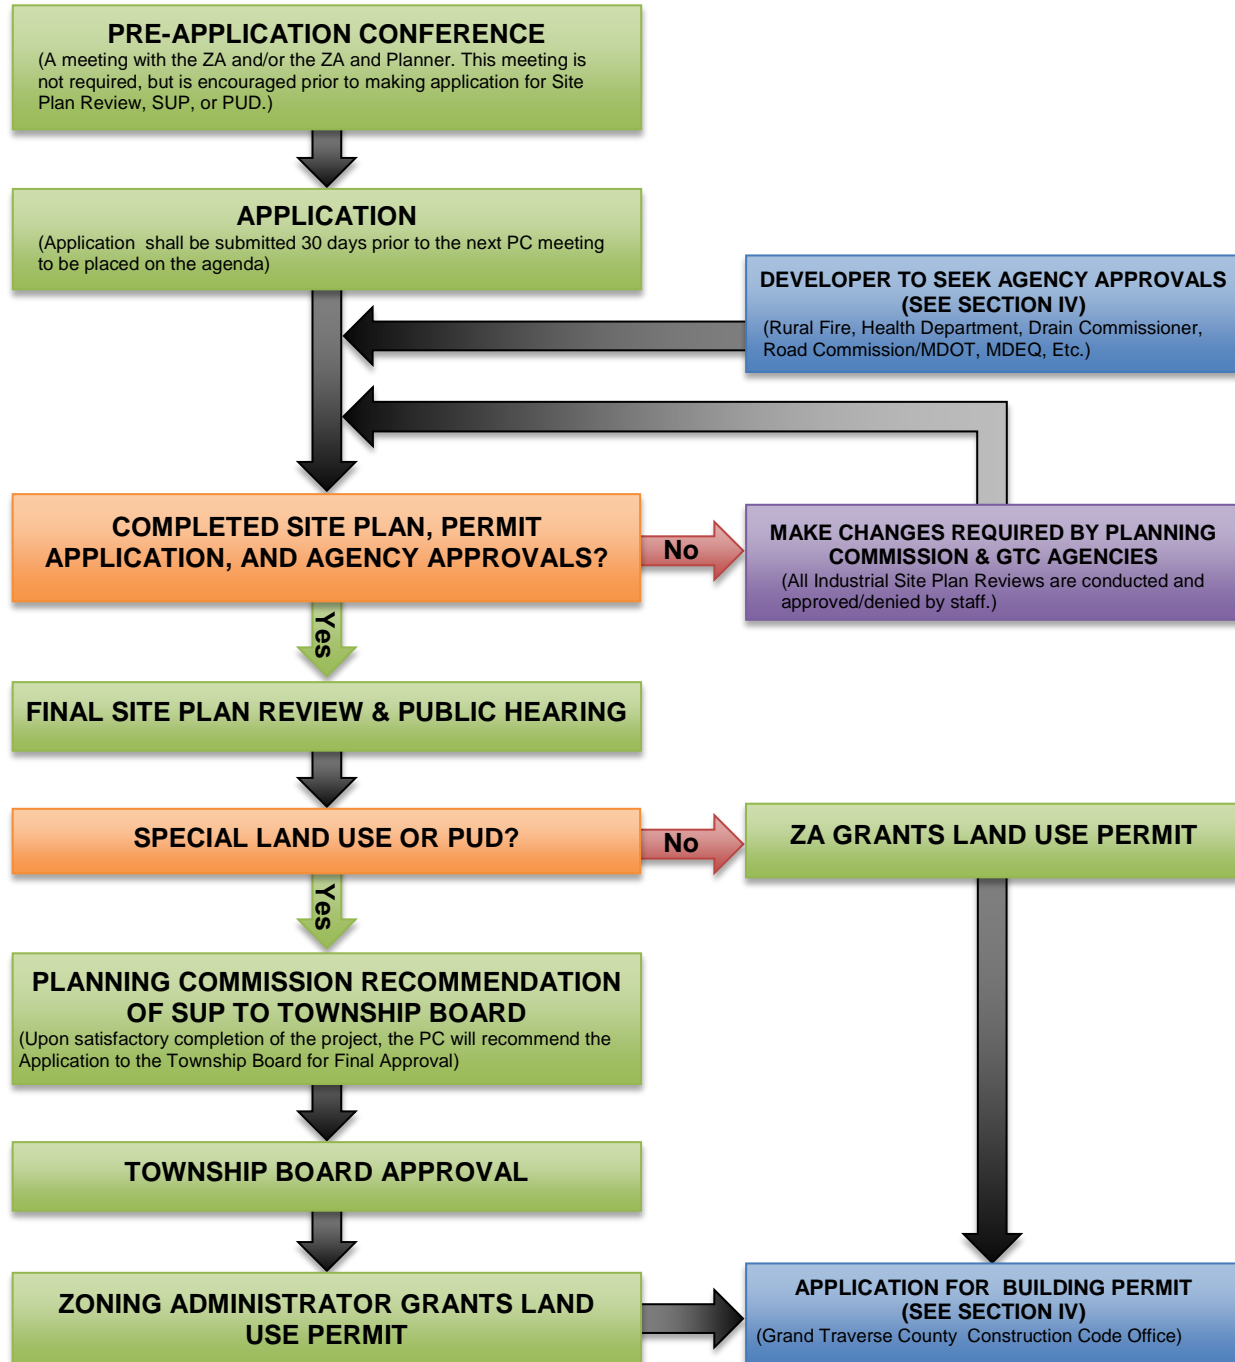 PRE-APPLICATION CONFERENCE
(A meeting with the ZA and/or the ZA and Planner. This meeting is
not required, but is encouraged prior to making application for Site
Plan Review, SUP, or PUD.)
APPLICATION
(Application shall be submitted 30 days prior to the next PC meeting
to be placed on the agenda)
DEVELOPER TO SEEK AGENCY APPROVALS
(SEE SECTION IV)
(Rural Fire, Health Department, Drain Commissioner,
Road Commission/MDOT, MDEQ, Etc.)
COMPLETED SITE PLAN, PERMIT
APPLICATION, AND AGENCY APPROVALS?
No
MAKE CHANGES REQUIRED BY PLANNING
COMMISSION & GTC AGENCIES
(All Industrial Site Plan Reviews are conducted and
approved/denied by staff.)
Yes
FINAL SITE PLAN REVIEW & PUBLIC HEARING
SPECIAL LAND USE OR PUD?
No
ZA GRANTS LAND USE PERMIT
Yes
PLANNING COMMISSION RECOMMENDATION
OF SUP TO TOWNSHIP BOARD
(Upon satisfactory completion of the project, the PC will recommend the
Application to the Township Board for Final Approval)
TOWNSHIP BOARD APPROVAL
ZONING ADMINISTRATOR GRANTS LAND
USE PERMIT
APPLICATION FOR BUILDING PERMIT
(SEE SECTION IV)
(Grand Traverse County Construction Code Office)